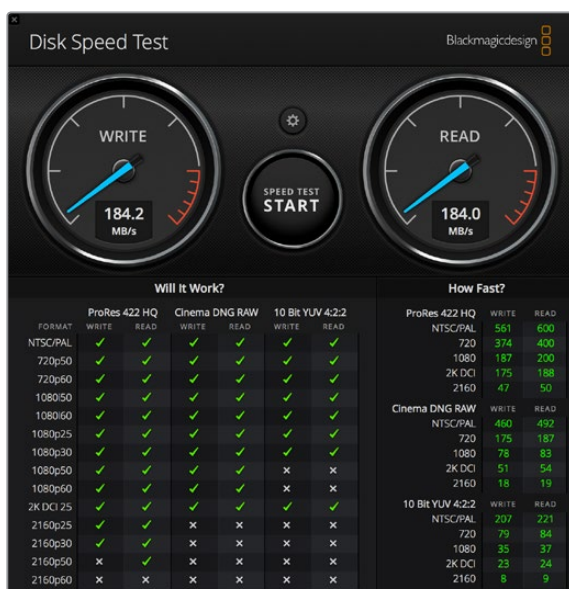 Disk Speed Test
Blackmagicdesign
WRITE
184.2
MB/s
SPEED TEST
START
READ
184.0
MB/s
Will It Work?
ProRes 422 HQ Cinema DNG RAW 10 Bit YUV 4:2:2
FORMAT WRITE READ WRITE READ WRITE READ
NTSC/PAL ✓ ✓ ✓ ✓ ✓ ✓
720p50 ✓ ✓ ✓ ✓ ✓ ✓
720p60 ✓ ✓ ✓ ✓ ✓ ✓
1080i50 ✓ ✓ ✓ ✓ ✓ ✓
1080i60 ✓ ✓ ✓ ✓ ✓ ✓
1080p25 ✓ ✓ ✓ ✓ ✓ ✓
1080p30 ✓ ✓ ✓ ✓ ✓ ✓
1080p50 ✓ ✓ ✓ ✓ × ×
1080p60 ✓ ✓ ✓ ✓ × ×
2K DCI 25 ✓ ✓ ✓ ✓ ✓ ✓
2160p25 ✓ ✓ × × × ×
2160p30 ✓ ✓ × × × ×
2160p50 × ✓ × × × ×
2160p60 × × × × × ×
How Fast?
ProRes 422 HQ WRITE READ
NTSC/PAL 561 600
720 374 400
1080 187 200
2K DCI 175 188
2160 47 50
Cinema DNG RAW WRITE READ
NTSC/PAL 460 492
720 175 187
1080 78 83
2K DCI 51 54
2160 18 19
10 Bit YUV 4:2:2 WRITE READ
NTSC/PAL 207 221
720 79 84
1080 35 37
2K DCI 23 24
2160 8 9